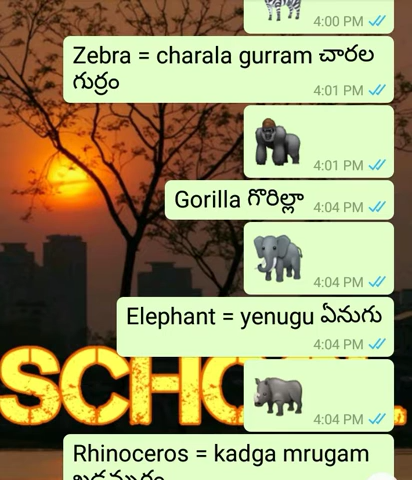 4:00 PM
Zebra = charala gurram చారల
గుర్రం
4:01 PM
4:01 PM
Gorilla గొరిల్లా 4:04 PM
4:04 PM
Elephant = yenugu ఏనుగు
4:04 PM
4:04 PM
Rhinoceros = kadga mrugam